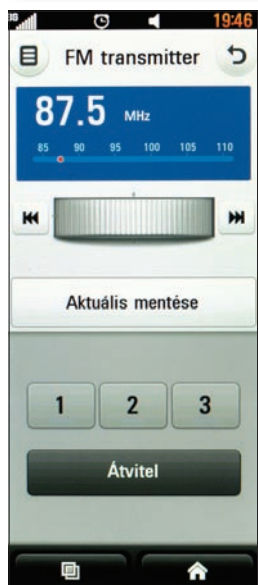 3G 19:46
FM transmitter
87.5 MHz
85 90 95 100 105 110
Aktuális mentése
1 2 3
Átvitel